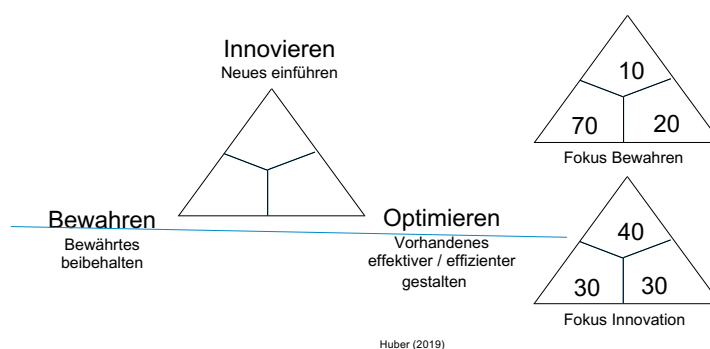 Innovieren
Neues einführen
10
70 20
Fokus Bewahren
Bewahren
Bewährtes
beibehalten
Optimieren
Vorhandenes
effektiver / effizienter
gestalten
40
30 30
Fokus Innovation
Huber (2019)